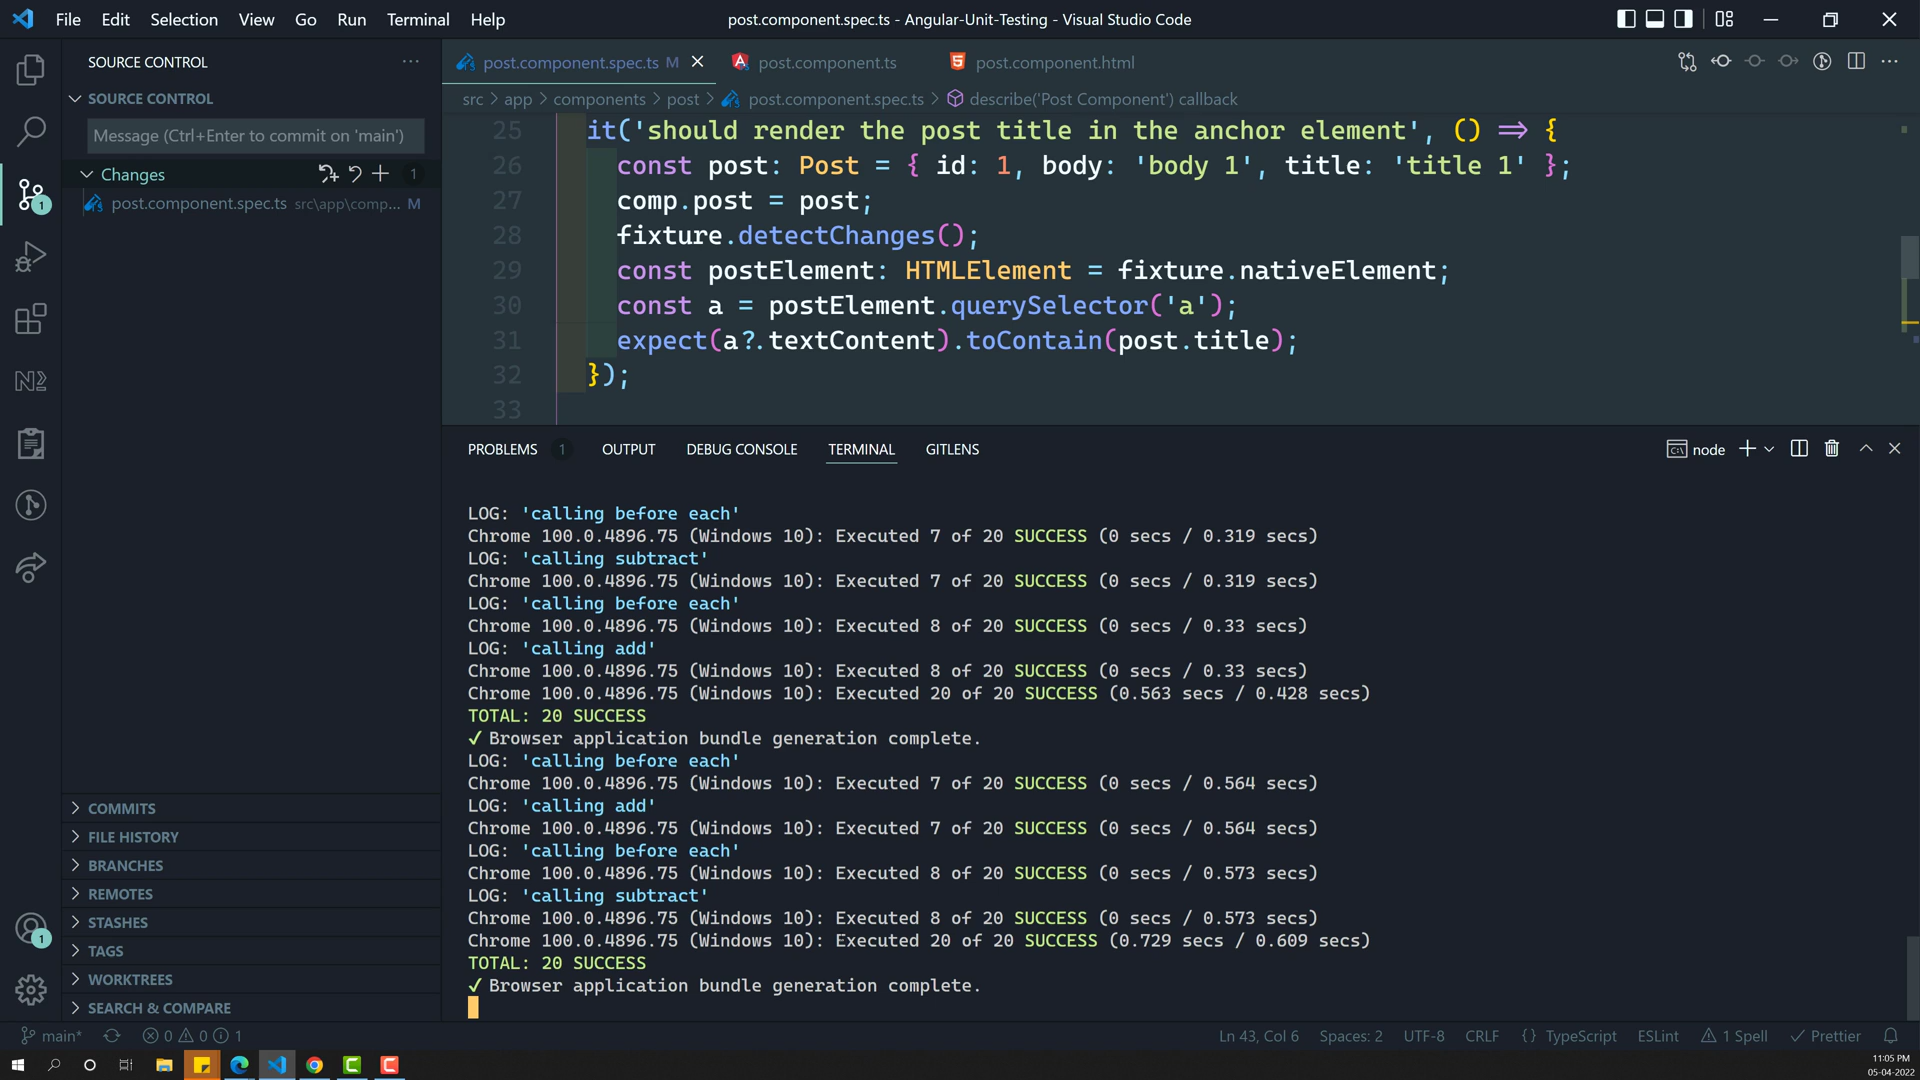 File Edit Selection View Go Run Terminal Help
post.component.spec.ts - Angular-Unit-Testing - Visual Studio Code
SOURCE CONTROL
SOURCE CONTROL
Message (Ctrl+Enter to commit on 'main')
Changes 1
post.component.spec.ts src\app\comp... M
COMMITS
FILE HISTORY
BRANCHES
REMOTES
STASHES
TAGS
WORKTREES
SEARCH & COMPARE
post.component.spec.ts M post.component.ts post.component.html
src > app > components > post > post.component.spec.ts > describe('Post Component') callback
25 it('should render the post title in the anchor element', () => {
26 const post: Post = { id: 1, body: 'body 1', title: 'title 1' };
27 comp.post = post;
28 fixture.detectChanges();
29 const postElement: HTMLElement = fixture.nativeElement;
30 const a = postElement.querySelector('a');
31 expect(a?.textContent).toContain(post.title);
32 });
33
PROBLEMS 1 OUTPUT DEBUG CONSOLE TERMINAL GITLENS node
LOG: 'calling before each'
Chrome 100.0.4896.75 (Windows 10): Executed 7 of 20 SUCCESS (0 secs / 0.319 secs)
LOG: 'calling subtract'
Chrome 100.0.4896.75 (Windows 10): Executed 7 of 20 SUCCESS (0 secs / 0.319 secs)
LOG: 'calling before each'
Chrome 100.0.4896.75 (Windows 10): Executed 8 of 20 SUCCESS (0 secs / 0.33 secs)
LOG: 'calling add'
Chrome 100.0.4896.75 (Windows 10): Executed 8 of 20 SUCCESS (0 secs / 0.33 secs)
Chrome 100.0.4896.75 (Windows 10): Executed 20 of 20 SUCCESS (0.563 secs / 0.428 secs)
TOTAL: 20 SUCCESS
✓ Browser application bundle generation complete.
LOG: 'calling before each'
Chrome 100.0.4896.75 (Windows 10): Executed 7 of 20 SUCCESS (0 secs / 0.564 secs)
LOG: 'calling add'
Chrome 100.0.4896.75 (Windows 10): Executed 7 of 20 SUCCESS (0 secs / 0.564 secs)
LOG: 'calling before each'
Chrome 100.0.4896.75 (Windows 10): Executed 8 of 20 SUCCESS (0 secs / 0.573 secs)
LOG: 'calling subtract'
Chrome 100.0.4896.75 (Windows 10): Executed 8 of 20 SUCCESS (0 secs / 0.573 secs)
Chrome 100.0.4896.75 (Windows 10): Executed 20 of 20 SUCCESS (0.729 secs / 0.609 secs)
TOTAL: 20 SUCCESS
✓ Browser application bundle generation complete.
main* 0 0 1 Ln 43, Col 6 Spaces: 2 UTF-8 CRLF {} TypeScript ESLint 1 Spell Prettier
11:05 PM
05-04-2022